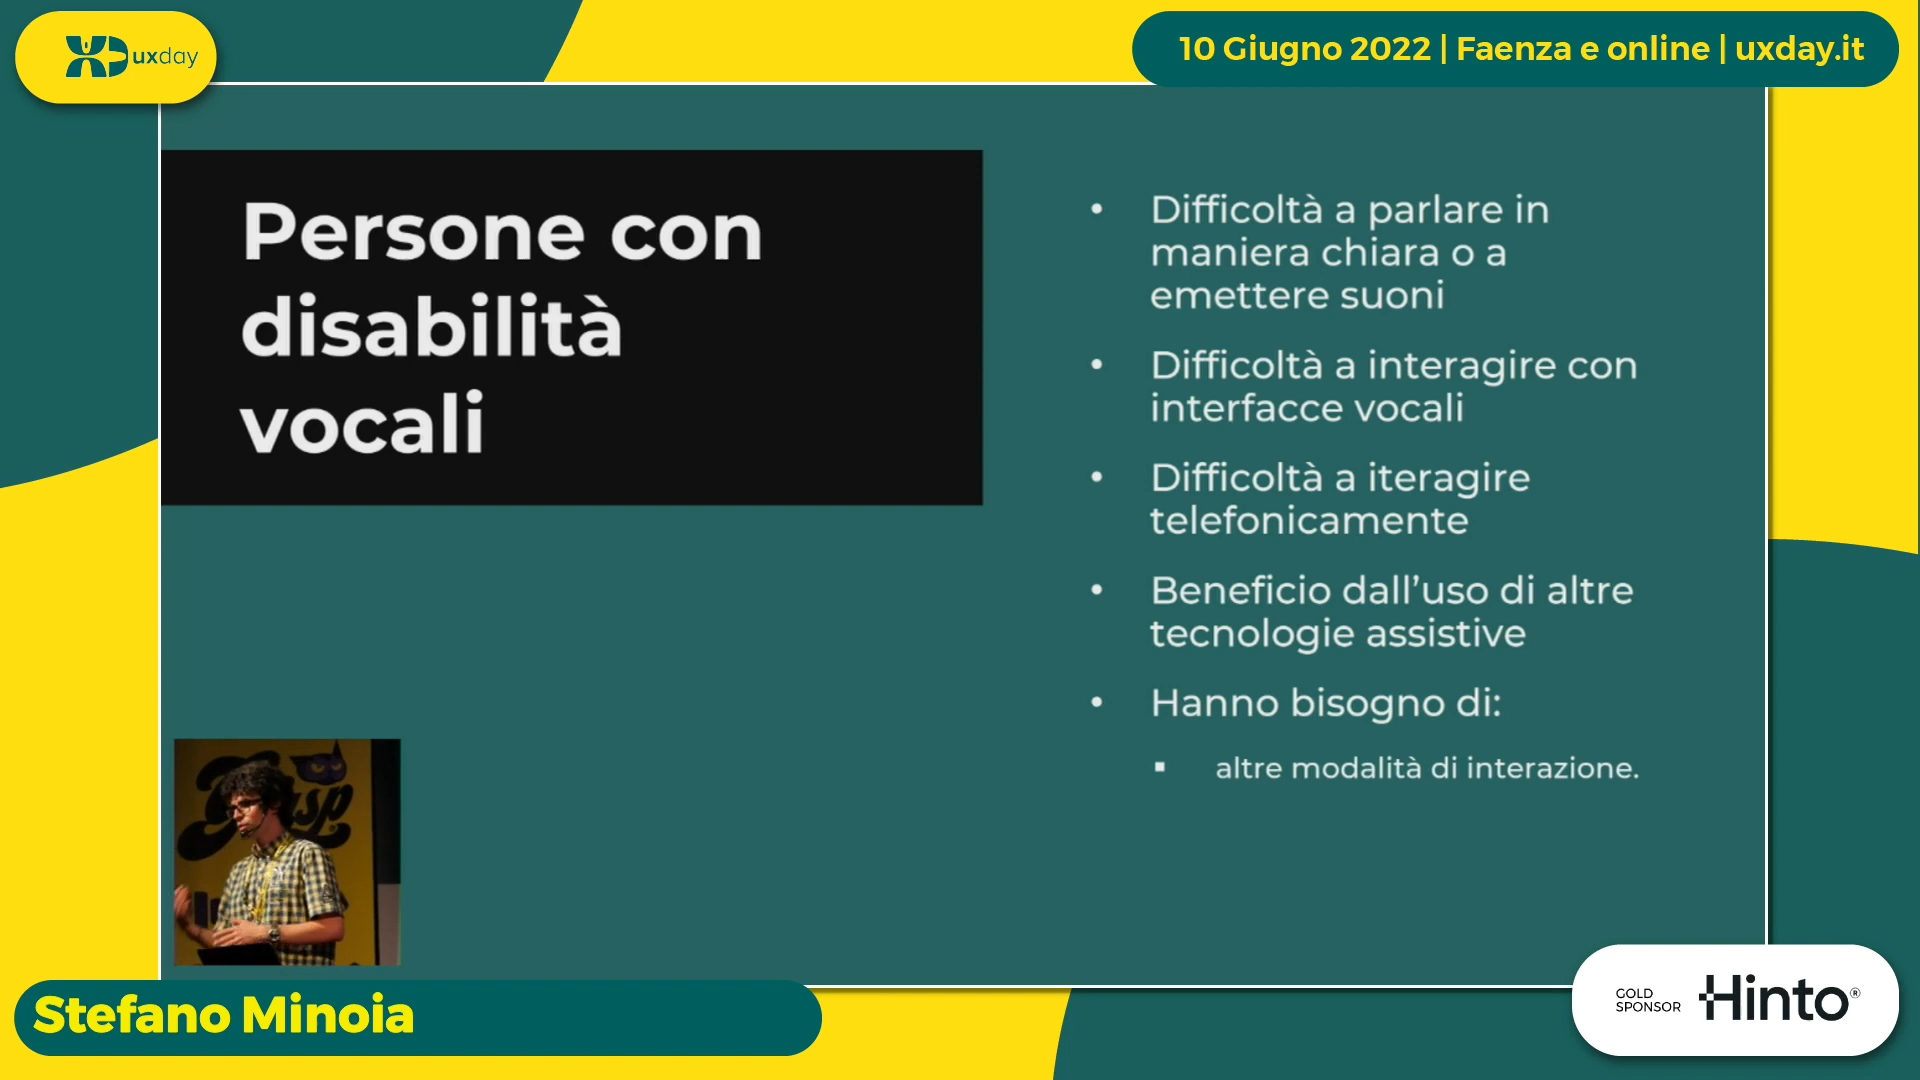 uxday
10 Giugno 2022 | Faenza e online | uxday.it
Persone con
disabilità
vocali
• Difficoltà a parlare in
maniera chiara o a
emettere suoni
• Difficoltà a interagire con
interfacce vocali
• Difficoltà a iteragire
telefonicamente
• Beneficio dall’uso di altre
tecnologie assistive
• Hanno bisogno di:
▪ altre modalità di interazione.
Stefano Minoia
GOLD
SPONSOR
Hinto®